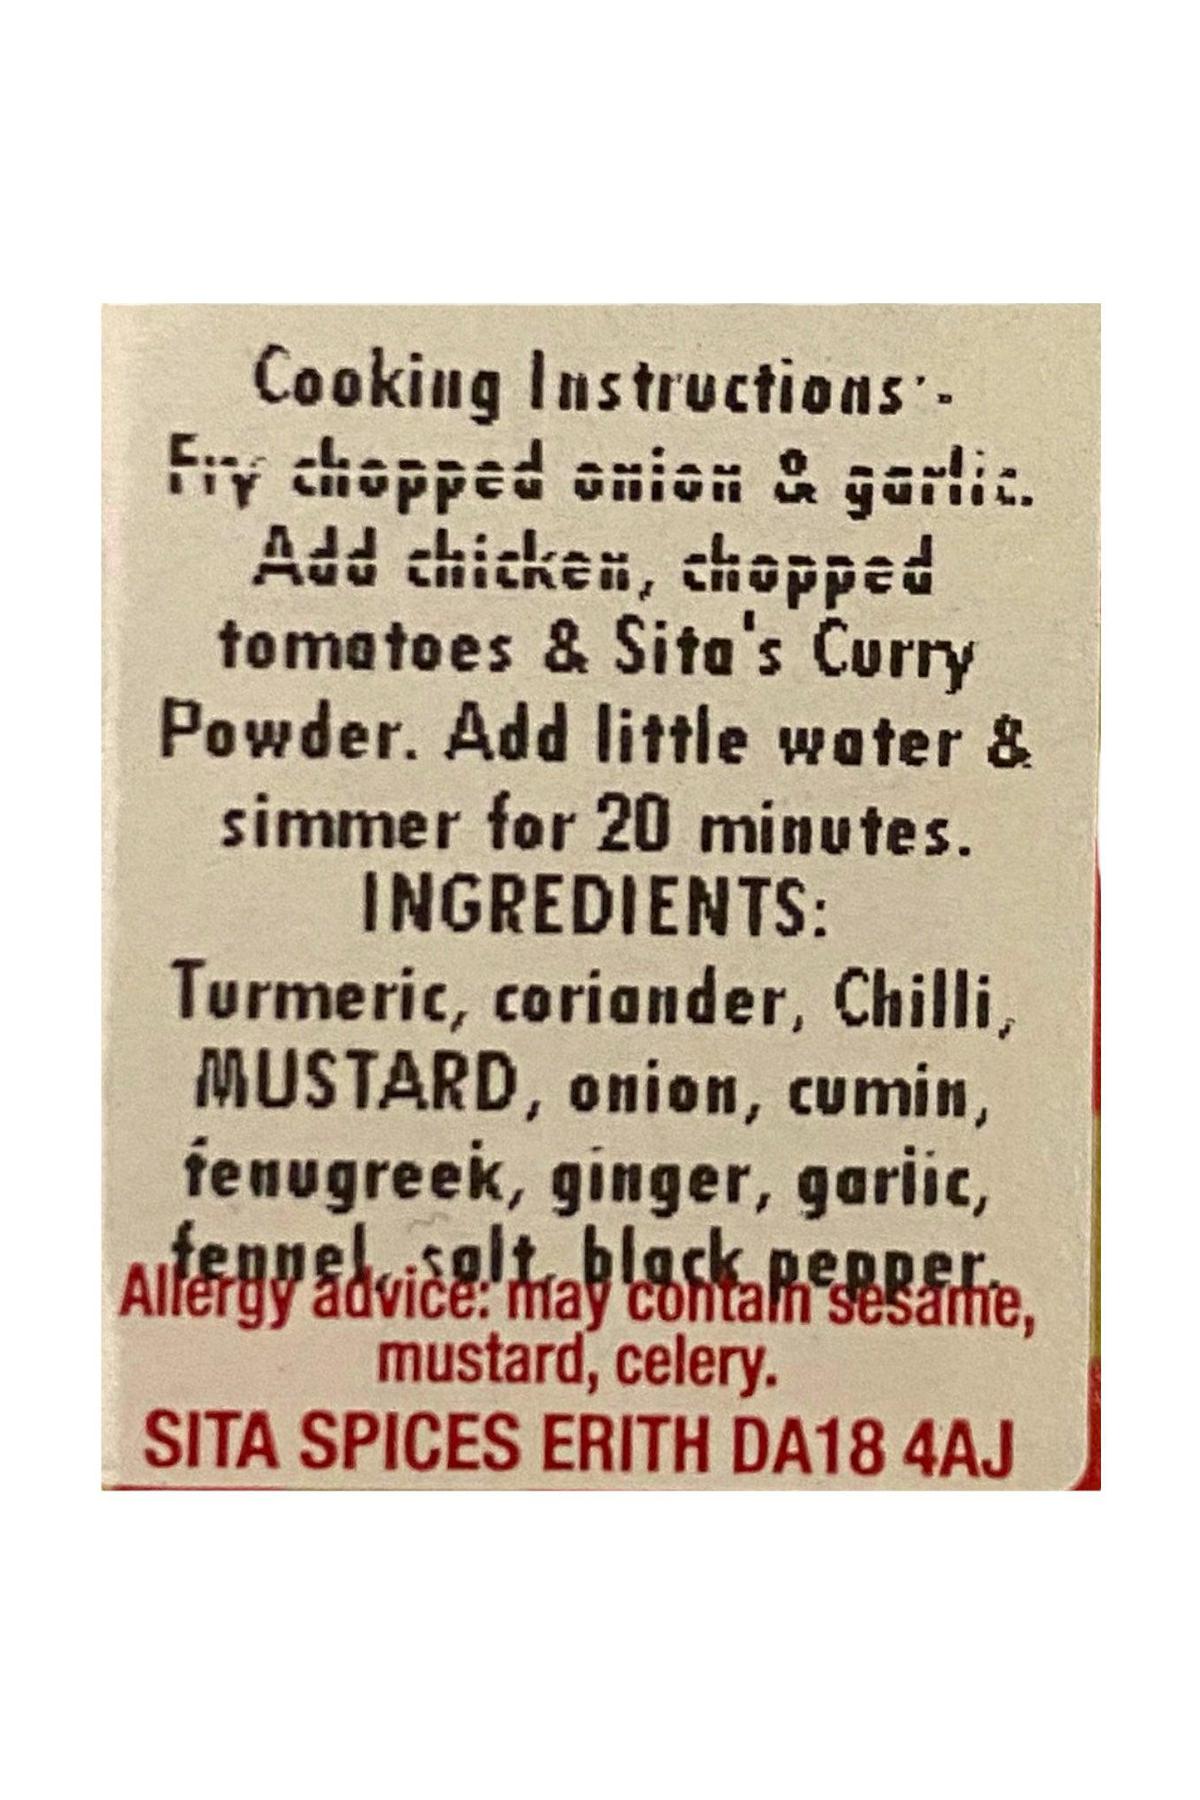 Cooking Instructions:-
Fry chopped onion & garlic.
Add chicken, chopped
tomatoes & Sita's Curry
Powder. Add little water &
simmer for 20 minutes.
INGREDIENTS:
Turmeric, coriander, Chilli,
MUSTARD, onion, cumin,
fenugreek, ginger, garlic,
fennel, salt, black pepper.
Allergy advice: may contain sesame,
mustard, celery.
SITA SPICES ERITH DA18 4AJ